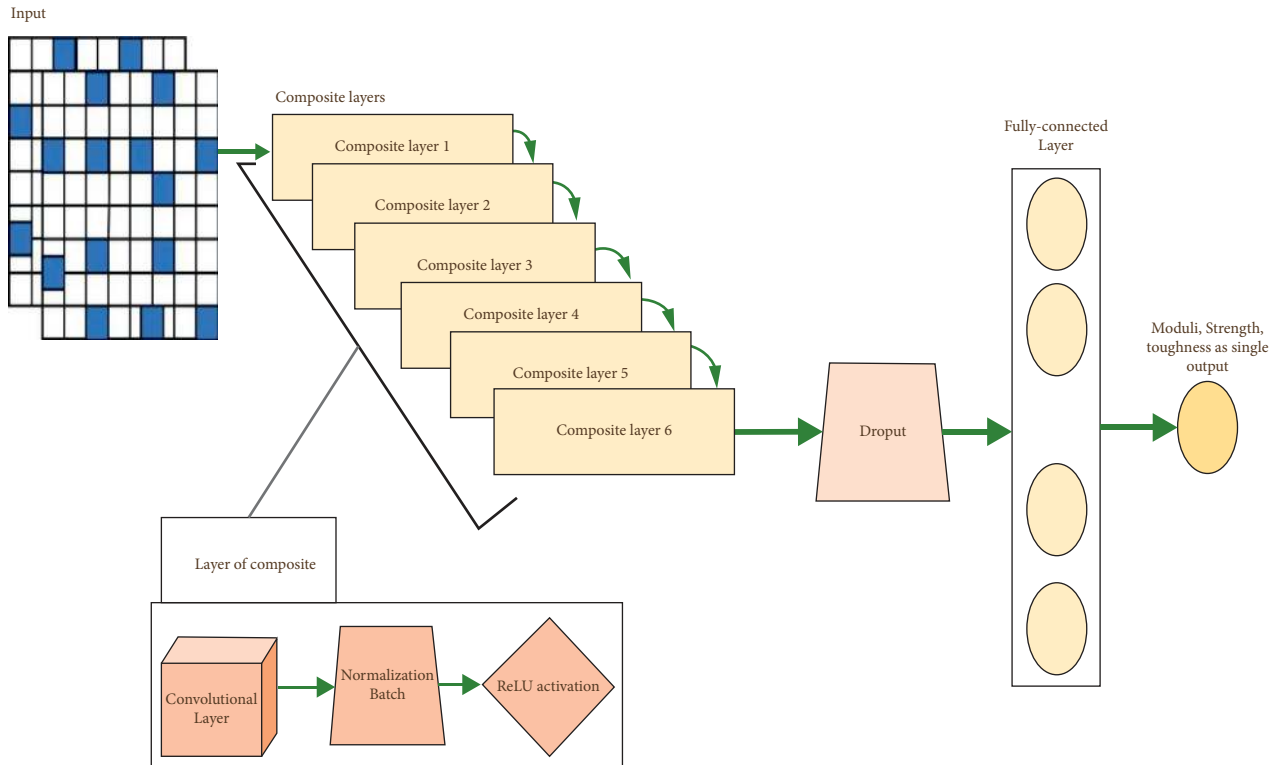 Input
Composite layers
Composite layer 1
Composite layer 2
Composite layer 3
Composite layer 4
Composite layer 5
Composite layer 6
Droput
Fully-connected
Layer
Moduli, Strength,
toughness as single
output
Layer of composite
Convolutional
Layer
Normalization
Batch
ReLU activation